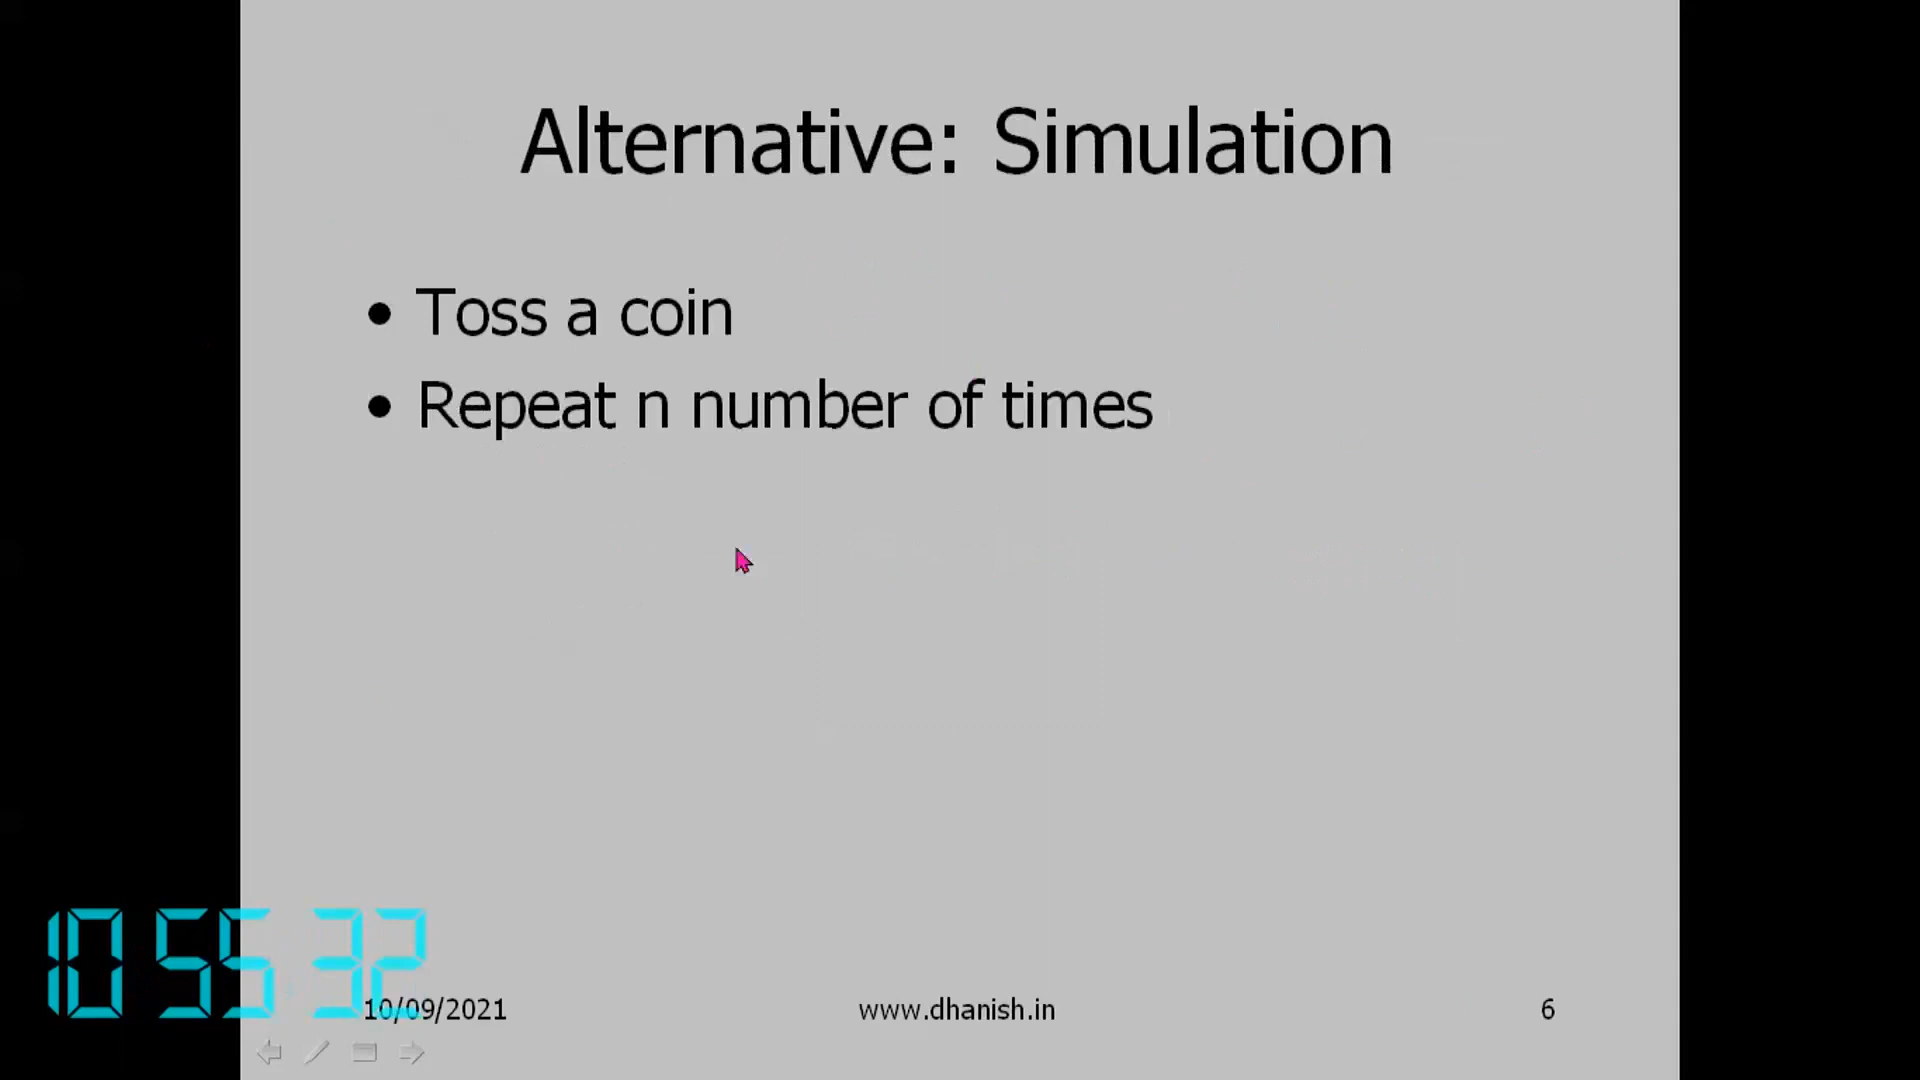 Alternative: Simulation
• Toss a coin
• Repeat n number of times
10 55 32
10/09/2021
www.dhanish.in
6